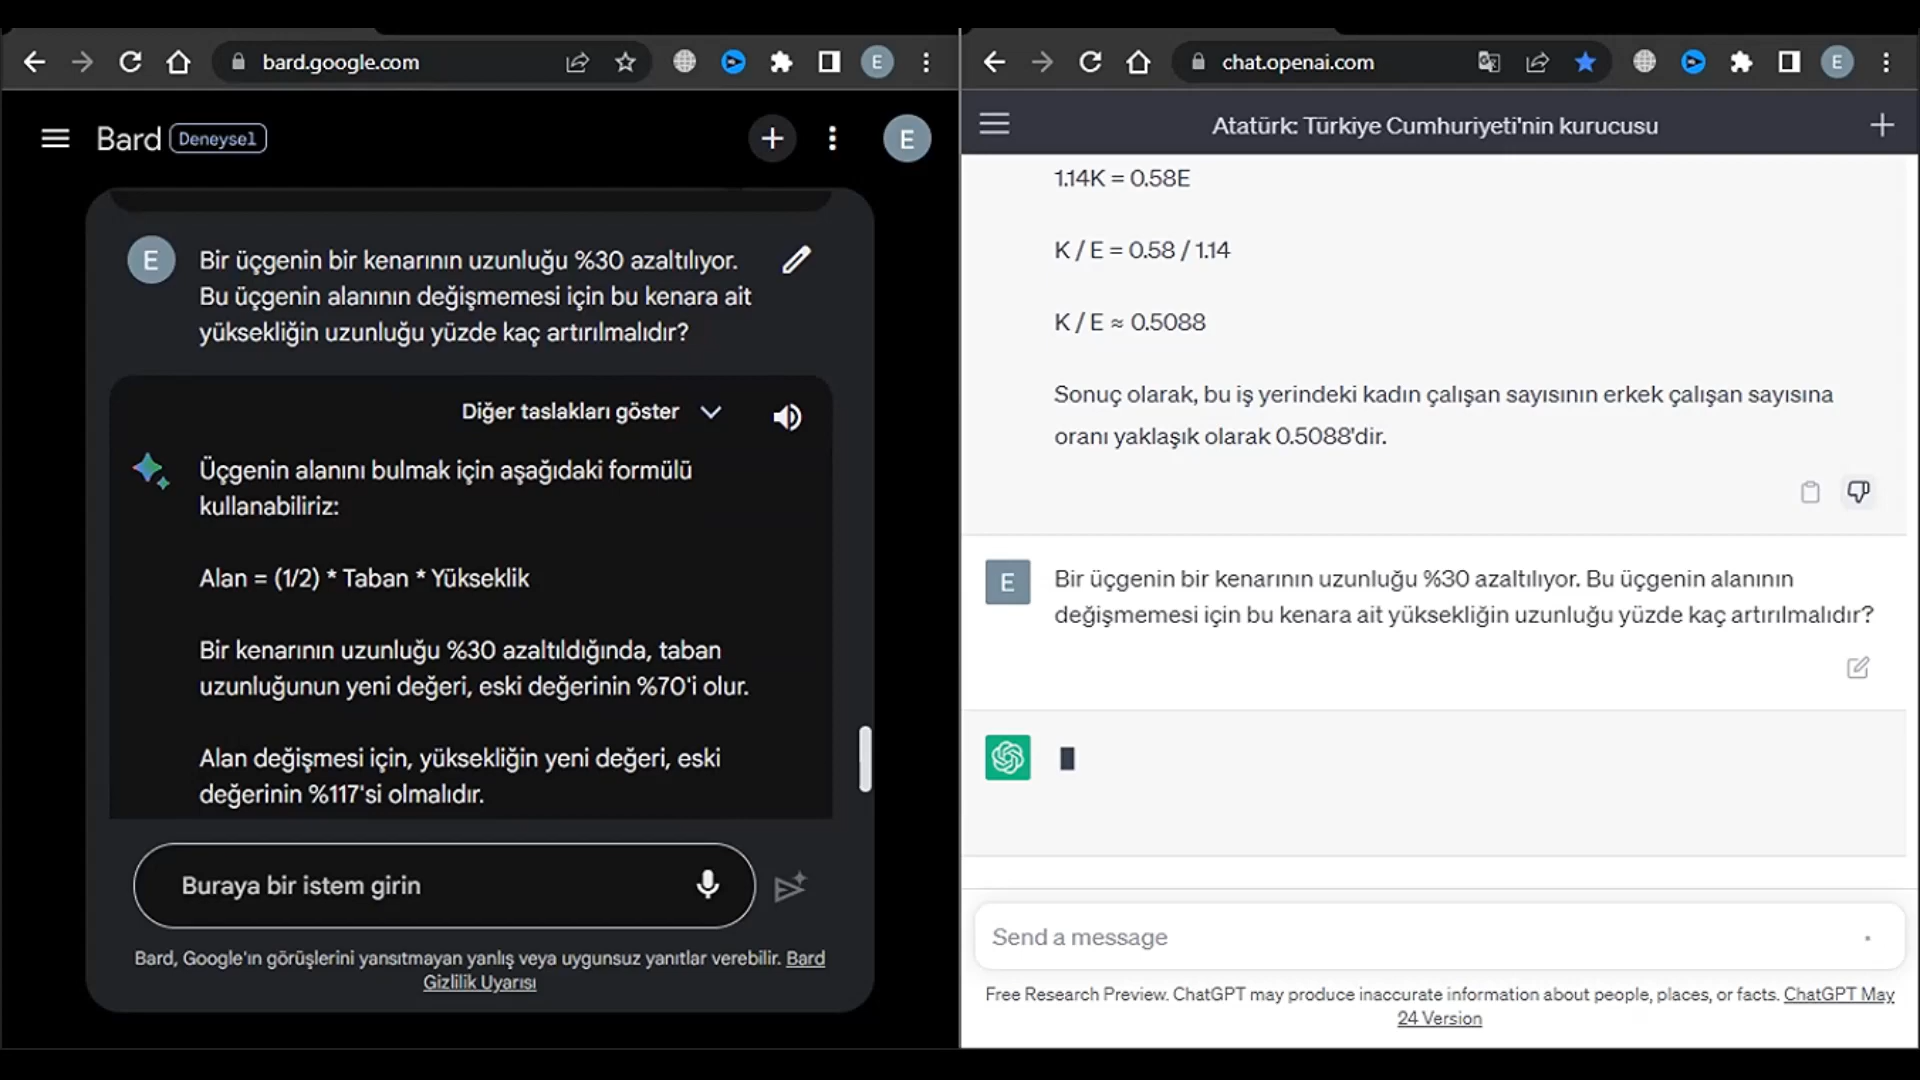 bard.google.com
E
Bard Deneysel
E
E
Bir üçgenin bir kenarının uzunluğu %30 azaltılıyor.
Bu üçgenin alanının değişmemesi için bu kenara ait
yüksekliğin uzunluğu yüzde kaç artırılmalıdır?
Diğer taslakları göster
Üçgenin alanını bulmak için aşağıdaki formülü
kullanabiliriz:
Alan = (1/2) * Taban * Yükseklik
Bir kenarının uzunluğu %30 azaltıldığında, taban
uzunluğunun yeni değeri, eski değerinin %70'i olur.
Alan değişmesi için, yüksekliğin yeni değeri, eski
değerinin %117'si olmalıdır.
Buraya bir istem girin
Bard, Google'ın görüşlerini yansıtmayan yanlış veya uygunsuz yanıtlar verebilir. Bard
Gizlilik Uyarısı
chat.openai.com
E
Atatürk: Türkiye Cumhuriyeti'nin kurucusu
1.14K = 0.58E
K / E = 0.58 / 1.14
K / E ≈ 0.5088
Sonuç olarak, bu iş yerindeki kadın çalışan sayısının erkek çalışan sayısına
oranı yaklaşık olarak 0.5088'dir.
E
Bir üçgenin bir kenarının uzunluğu %30 azaltılıyor. Bu üçgenin alanının
değişmemesi için bu kenara ait yüksekliğin uzunluğu yüzde kaç artırılmalıdır?
Send a message
Free Research Preview. ChatGPT may produce inaccurate information about people, places, or facts. ChatGPT May
24 Version